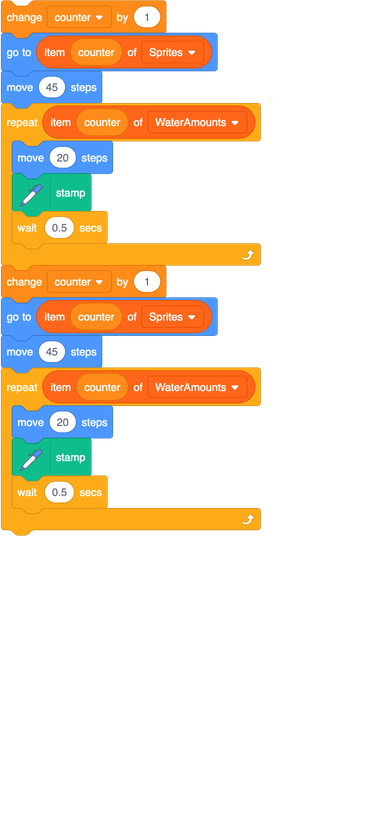 change counter by 1
go to item counter of Sprites
move 45 steps
repeat item counter of WaterAmounts
move 20 steps
stamp
wait 0.5 secs
change counter by 1
go to item counter of Sprites
move 45 steps
repeat item counter of WaterAmounts
move 20 steps
stamp
wait 0.5 secs